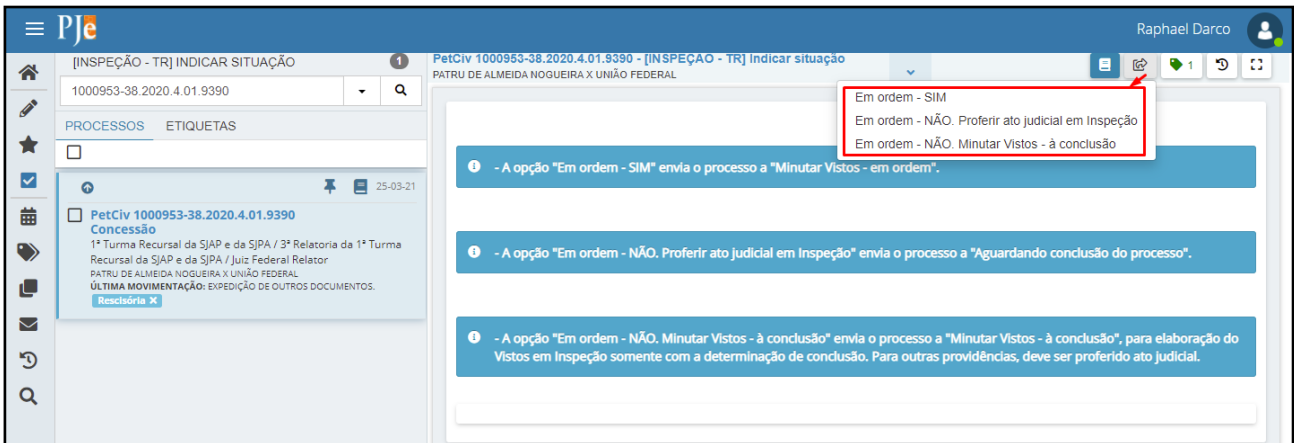 PJe
Raphael Darco
[INSPEÇÃO - TR] INDICAR SITUAÇÃO
1
1000953-38.2020.4.01.9390
PROCESSOS ETIQUETAS
25-03-21
PetCiv 1000953-38.2020.4.01.9390
Concessão
1ª Turma Recursal da SJAP e da SJPA / 3ª Relatoria da 1ª Turma
Recursal da SJAP e da SJPA / Juiz Federal Relator
PATRU DE ALMEIDA NOGUEIRA X UNIÃO FEDERAL
ÚLTIMA MOVIMENTAÇÃO: EXPEDIÇÃO DE OUTROS DOCUMENTOS.
Rescisória X
PetCiv 1000953-38.2020.4.01.9390 - [INSPEÇÃO - TR] Indicar situação
PATRU DE ALMEIDA NOGUEIRA X UNIÃO FEDERAL
1
Em ordem - SIM
Em ordem - NÃO. Proferir ato judicial em Inspeção
Em ordem - NÃO. Minutar Vistos - à conclusão
- A opção "Em ordem - SIM" envia o processo a "Minutar Vistos - em ordem".
- A opção "Em ordem - NÃO. Proferir ato judicial em Inspeção" envia o processo a "Aguardando conclusão do processo".
- A opção "Em ordem - NÃO. Minutar Vistos - à conclusão" envia o processo a "Minutar Vistos - à conclusão", para elaboração do
Vistos em Inspeção somente com a determinação de conclusão. Para outras providências, deve ser proferido ato judicial.